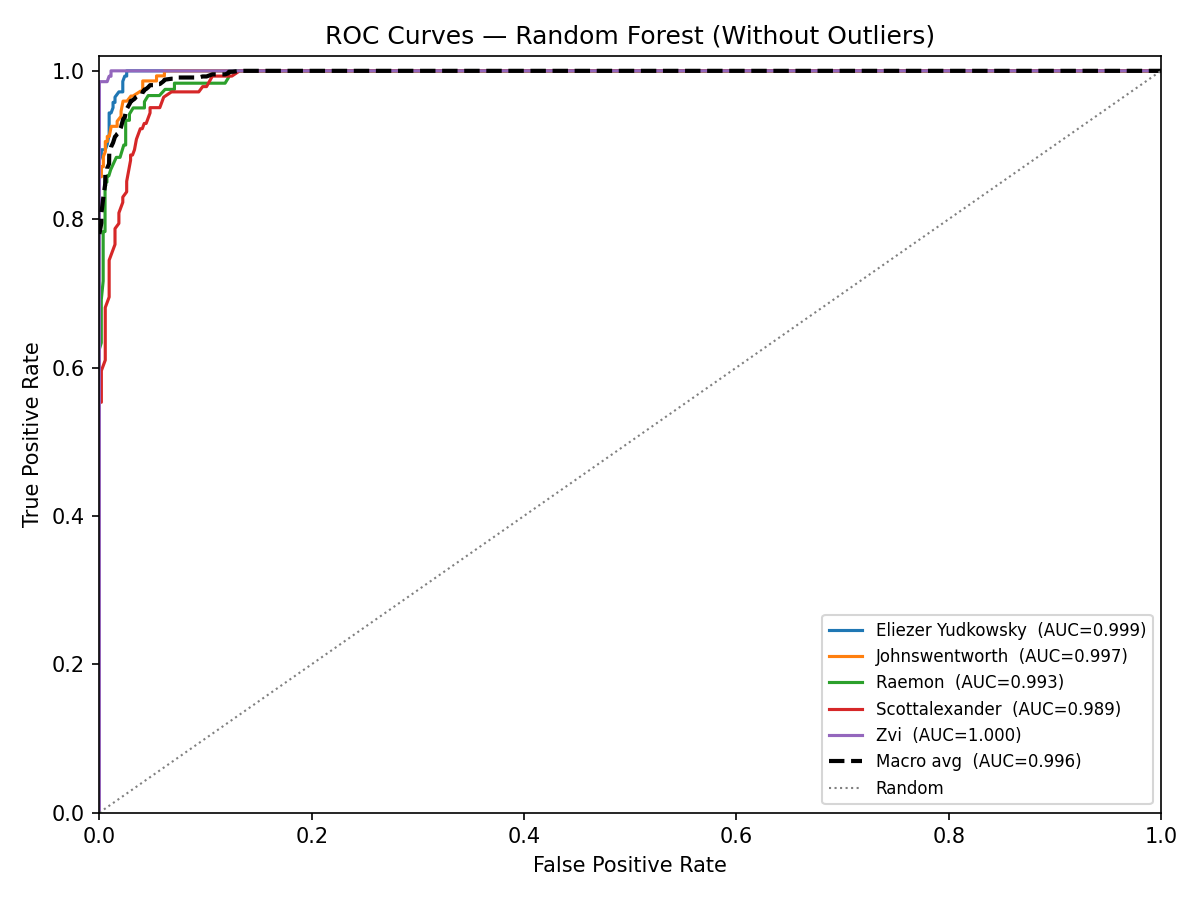 ROC Curves — Random Forest (Without Outliers)
True Positive Rate
1.0
0.8
0.6
0.4
0.2
0.0
0.0 0.2 0.4 0.6 0.8 1.0
False Positive Rate
Eliezer Yudkowsky (AUC=0.999)
Johnswentworth (AUC=0.997)
Raemon (AUC=0.993)
Scottalexander (AUC=0.989)
Zvi (AUC=1.000)
Macro avg (AUC=0.996)
Random